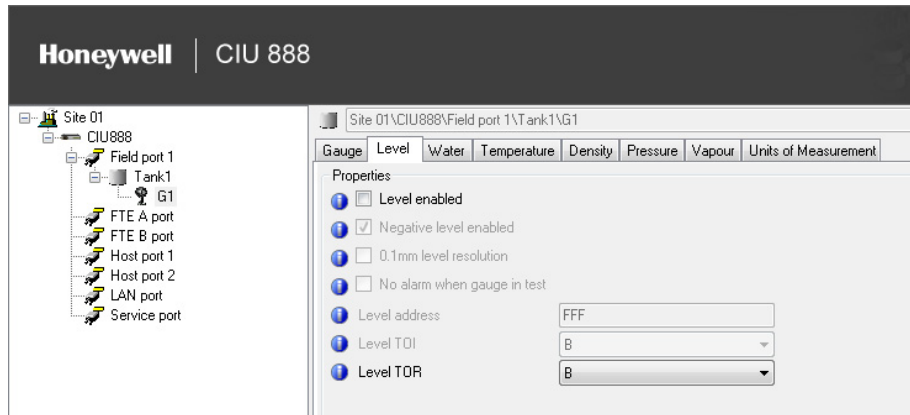 Honeywell | CIU 888
Site 01
CIU888
Field port 1
Tank1
G1
FTE A port
FTE B port
Host port 1
Host port 2
LAN port
Service port
Site 01\CIU888\Field port 1\Tank1\G1
Gauge Level Water Temperature Density Pressure Vapour Units of Measurement
Properties
Level enabled
Negative level enabled
0.1mm level resolution
No alarm when gauge in test
Level address FFF
Level TOI B
Level TOR B